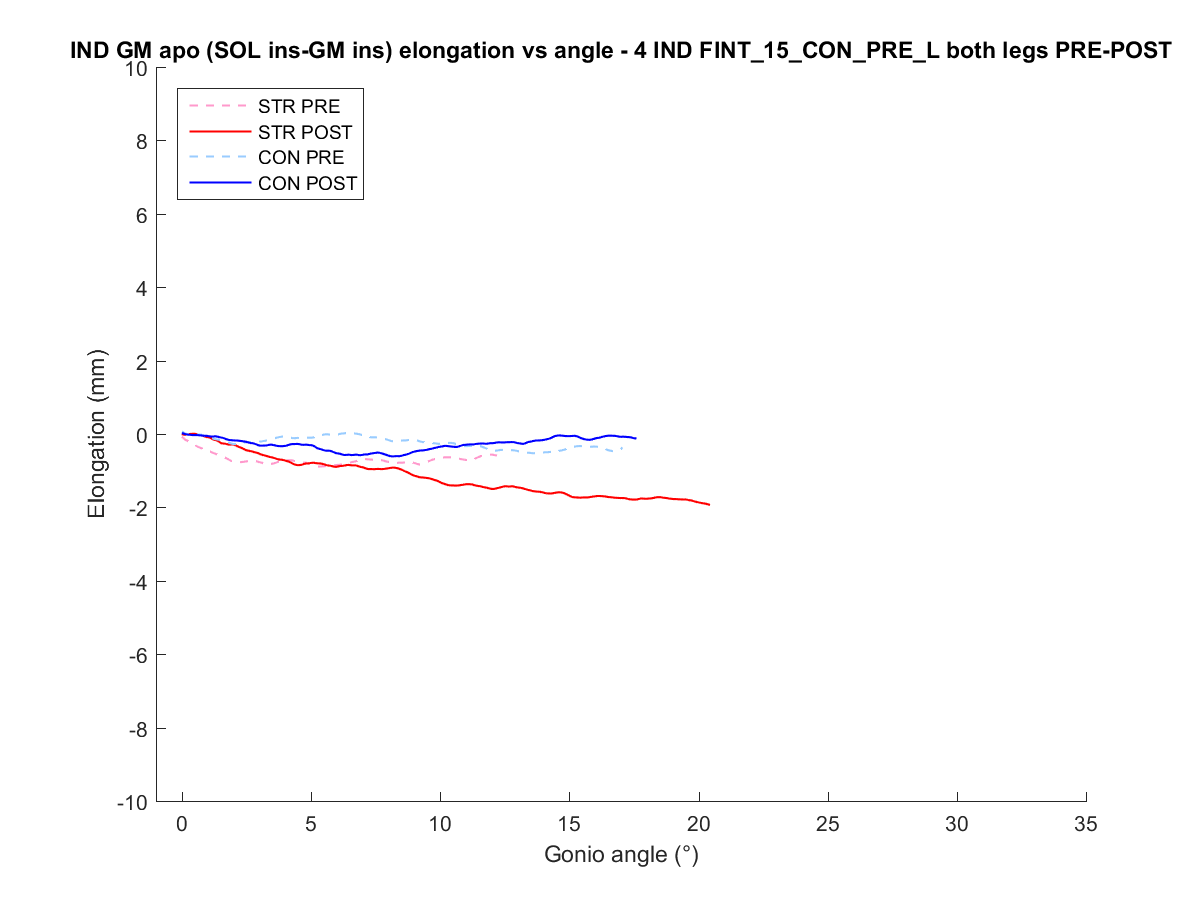 IND GM apo (SOL ins-GM ins) elongation vs angle - 4 IND FINT_15_CON_PRE_L both legs PRE-POST
STR PRE
STR POST
CON PRE
CON POST
10
8
6
4
2
0
-2
-4
-6
-8
-10
Elongation (mm)
0 5 10 15 20 25 30 35
Gonio angle (°)